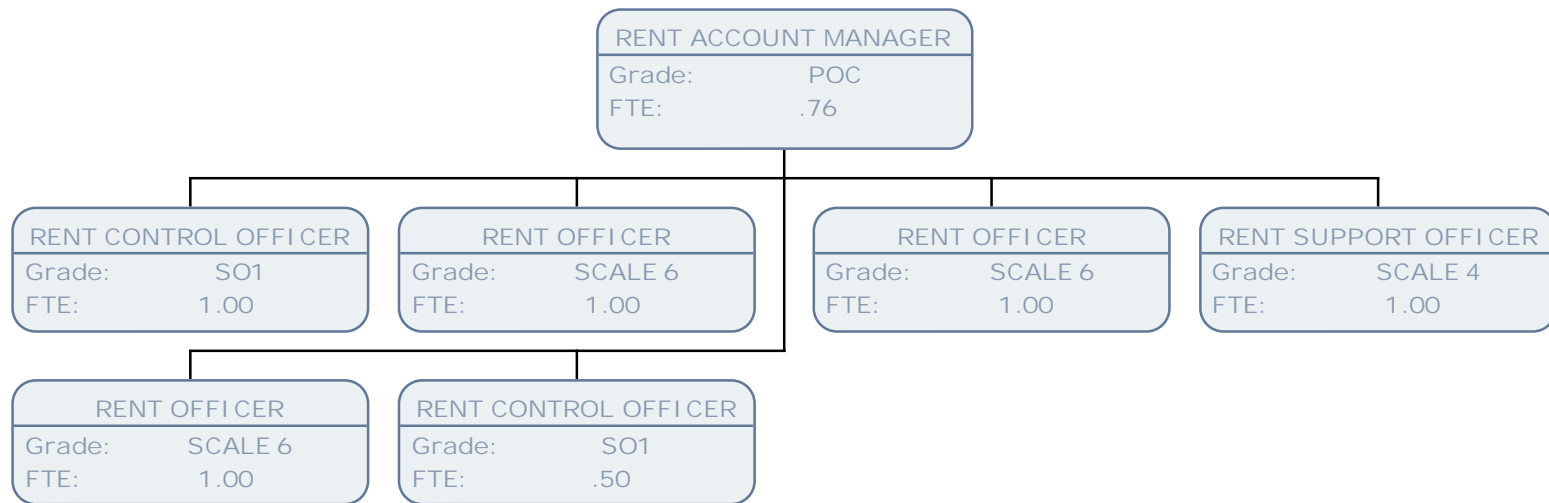 RENT ACCOUNT MANAGER
Grade: POC
FTE: .76
RENT CONTROL OFFICER
Grade: SO1
FTE: 1.00
RENT OFFICER
Grade: SCALE 6
FTE: 1.00
RENT OFFICER
Grade: SCALE 6
FTE: 1.00
RENT SUPPORT OFFICER
Grade: SCALE 4
FTE: 1.00
RENT OFFICER
Grade: SCALE 6
FTE: 1.00
RENT CONTROL OFFICER
Grade: SO1
FTE: .50